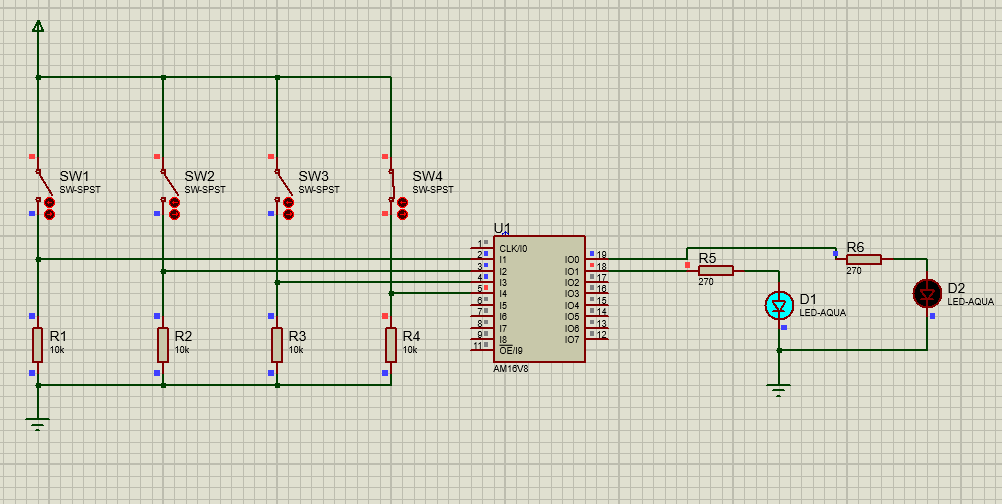 SW1
SW-SPST
SW2
SW-SPST
SW3
SW-SPST
SW4
SW-SPST
U1
1
CLK/I0
2
I1
3
I2
4
I3
5
I4
6
I5
7
I6
8
I7
9
I8
11
OE/I9
IO0
19
IO1
18
IO2
17
IO3
16
IO4
15
IO5
14
IO6
13
IO7
12
AM16V8
R5
270
R6
270
D1
LED-AQUA
D2
LED-AQUA
R1
10k
R2
10k
R3
10k
R4
10k